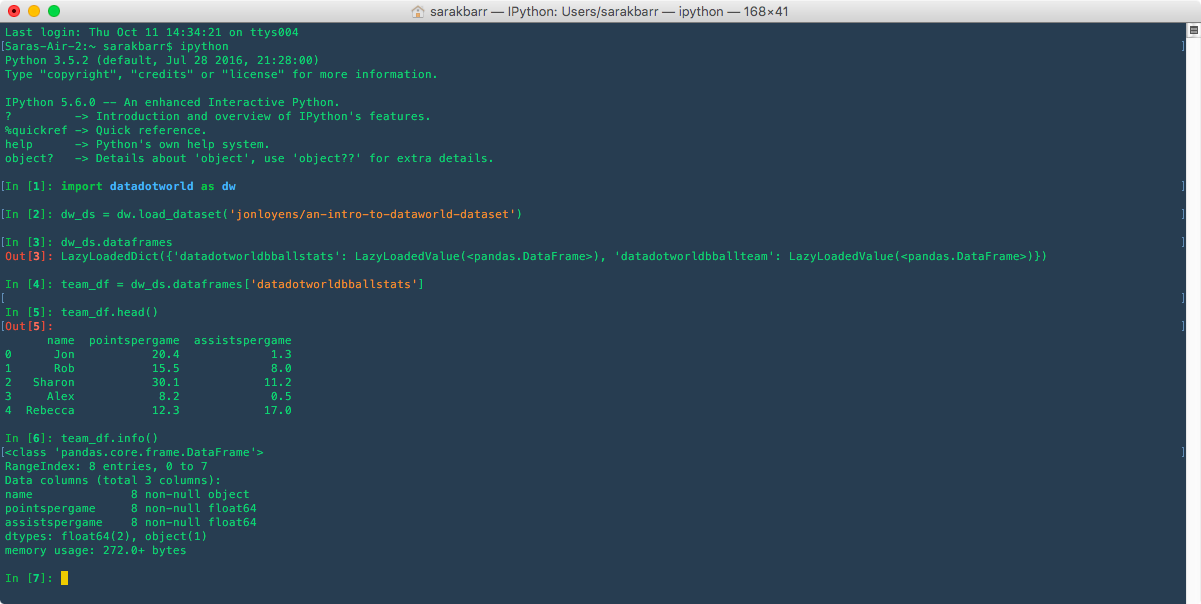 sarakbarr — IPython: Users/sarakbarr — ipython — 168×41
Last login: Thu Oct 11 14:34:21 on ttys004
[Saras-Air-2:~ sarakbarr$ ipython ]
Python 3.5.2 (default, Jul 28 2016, 21:28:00)
Type "copyright", "credits" or "license" for more information.

IPython 5.6.0 -- An enhanced Interactive Python.
?         -> Introduction and overview of IPython's features.
%quickref -> Quick reference.
help      -> Python's own help system.
object?   -> Details about 'object', use 'object??' for extra details.

[In [1]: import datadotworld as dw ]

[In [2]: dw_ds = dw.load_dataset('jonloyens/an-intro-to-dataworld-dataset') ]

[In [3]: dw_ds.dataframes ]
Out[3]: LazyLoadedDict({'datadotworldbballstats': LazyLoadedValue(<pandas.DataFrame>), 'datadotworldbballteam': LazyLoadedValue(<pandas.DataFrame>)})

In [4]: team_df = dw_ds.dataframes['datadotworldbballstats']
[ ]
In [5]: team_df.head()
[Out[5]: ]
      name  pointspergame  assistspergame
0      Jon           20.4             1.3
1      Rob           15.5             8.0
2   Sharon           30.1            11.2
3     Alex            8.2             0.5
4  Rebecca           12.3            17.0

In [6]: team_df.info()
[<class 'pandas.core.frame.DataFrame'> ]
RangeIndex: 8 entries, 0 to 7
Data columns (total 3 columns):
name              8 non-null object
pointspergame     8 non-null float64
assistspergame    8 non-null float64
dtypes: float64(2), object(1)
memory usage: 272.0+ bytes

In [7]: